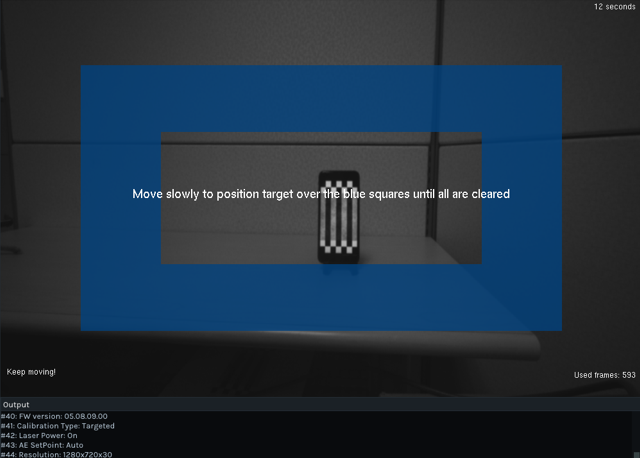 12 seconds
Move slowly to position target over the blue squares until all are cleared
Keep moving!
Used frames: 593
Output
#40: FW version: 05.08.09.00
#41: Calibration Type: Targeted
#42: Laser Power: On
#43: AE SetPoint: Auto
#44: Resolution: 1280x720x30